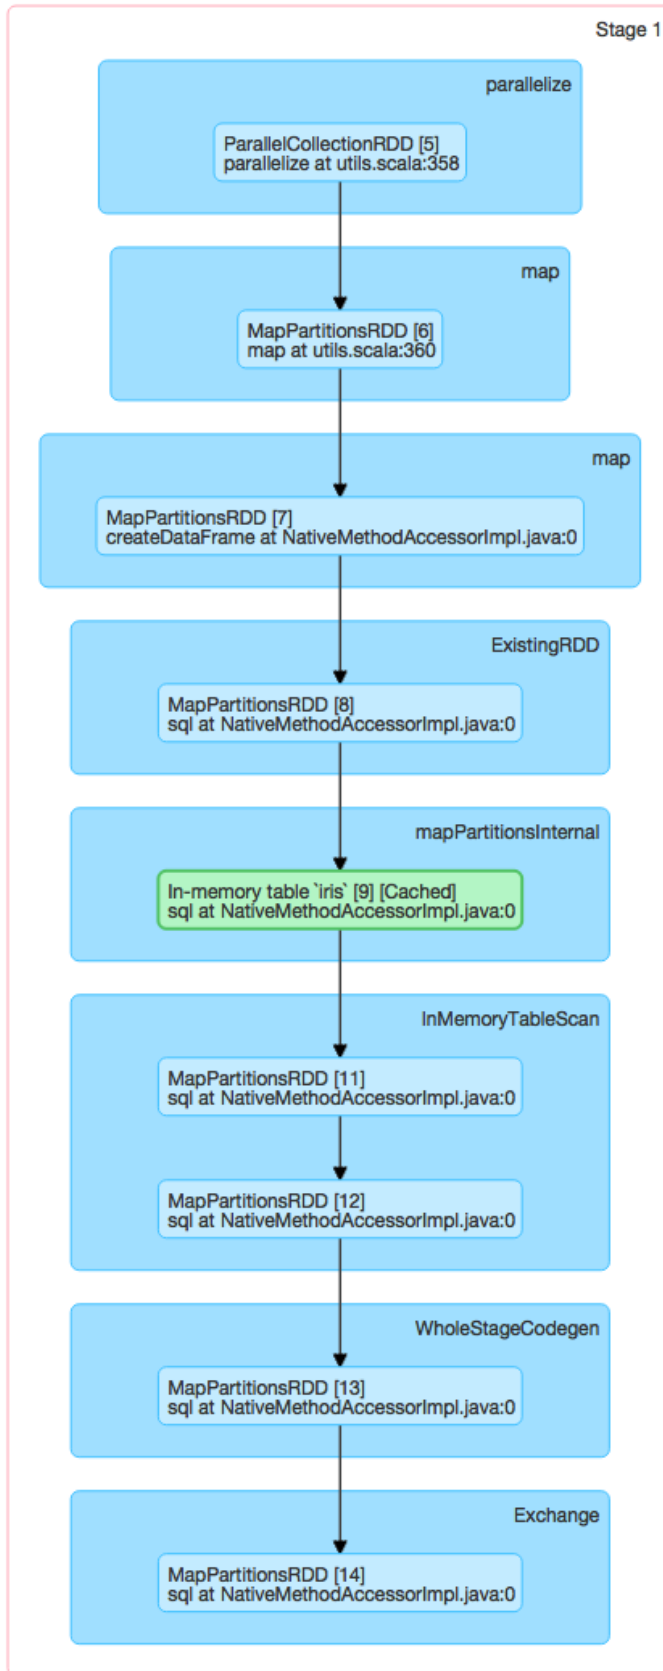 Stage 1
parallelize
ParallelCollectionRDD [5]
parallelize at utils.scala:358
map
MapPartitionsRDD [6]
map at utils.scala:360
map
MapPartitionsRDD [7]
createDataFrame at NativeMethodAccessorImpl.java:0
ExistingRDD
MapPartitionsRDD [8]
sql at NativeMethodAccessorImpl.java:0
mapPartitionsInternal
In-memory table `iris` [9] [Cached]
sql at NativeMethodAccessorImpl.java:0
InMemoryTableScan
MapPartitionsRDD [11]
sql at NativeMethodAccessorImpl.java:0
MapPartitionsRDD [12]
sql at NativeMethodAccessorImpl.java:0
WholeStageCodegen
MapPartitionsRDD [13]
sql at NativeMethodAccessorImpl.java:0
Exchange
MapPartitionsRDD [14]
sql at NativeMethodAccessorImpl.java:0